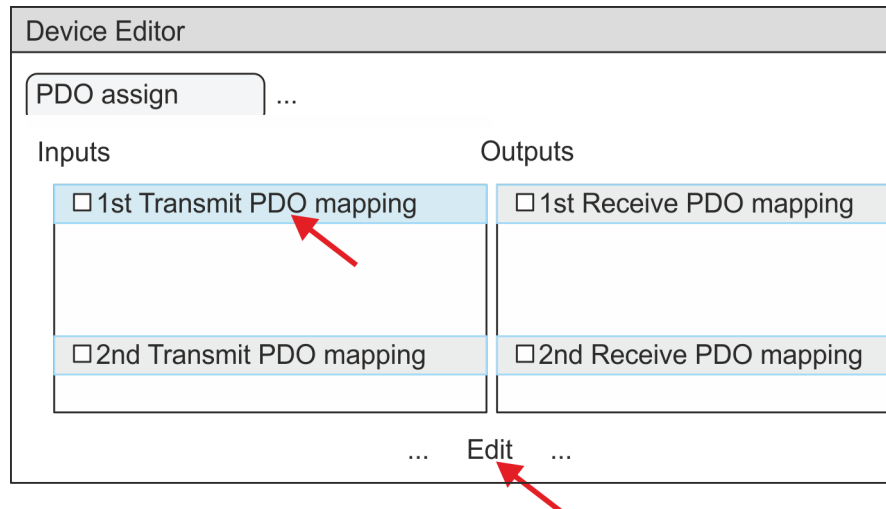 Device Editor
PDO assign ...
Inputs Outputs
1st Transmit PDO mapping 1st Receive PDO mapping
2nd Transmit PDO mapping 2nd Receive PDO mapping
... Edit ...